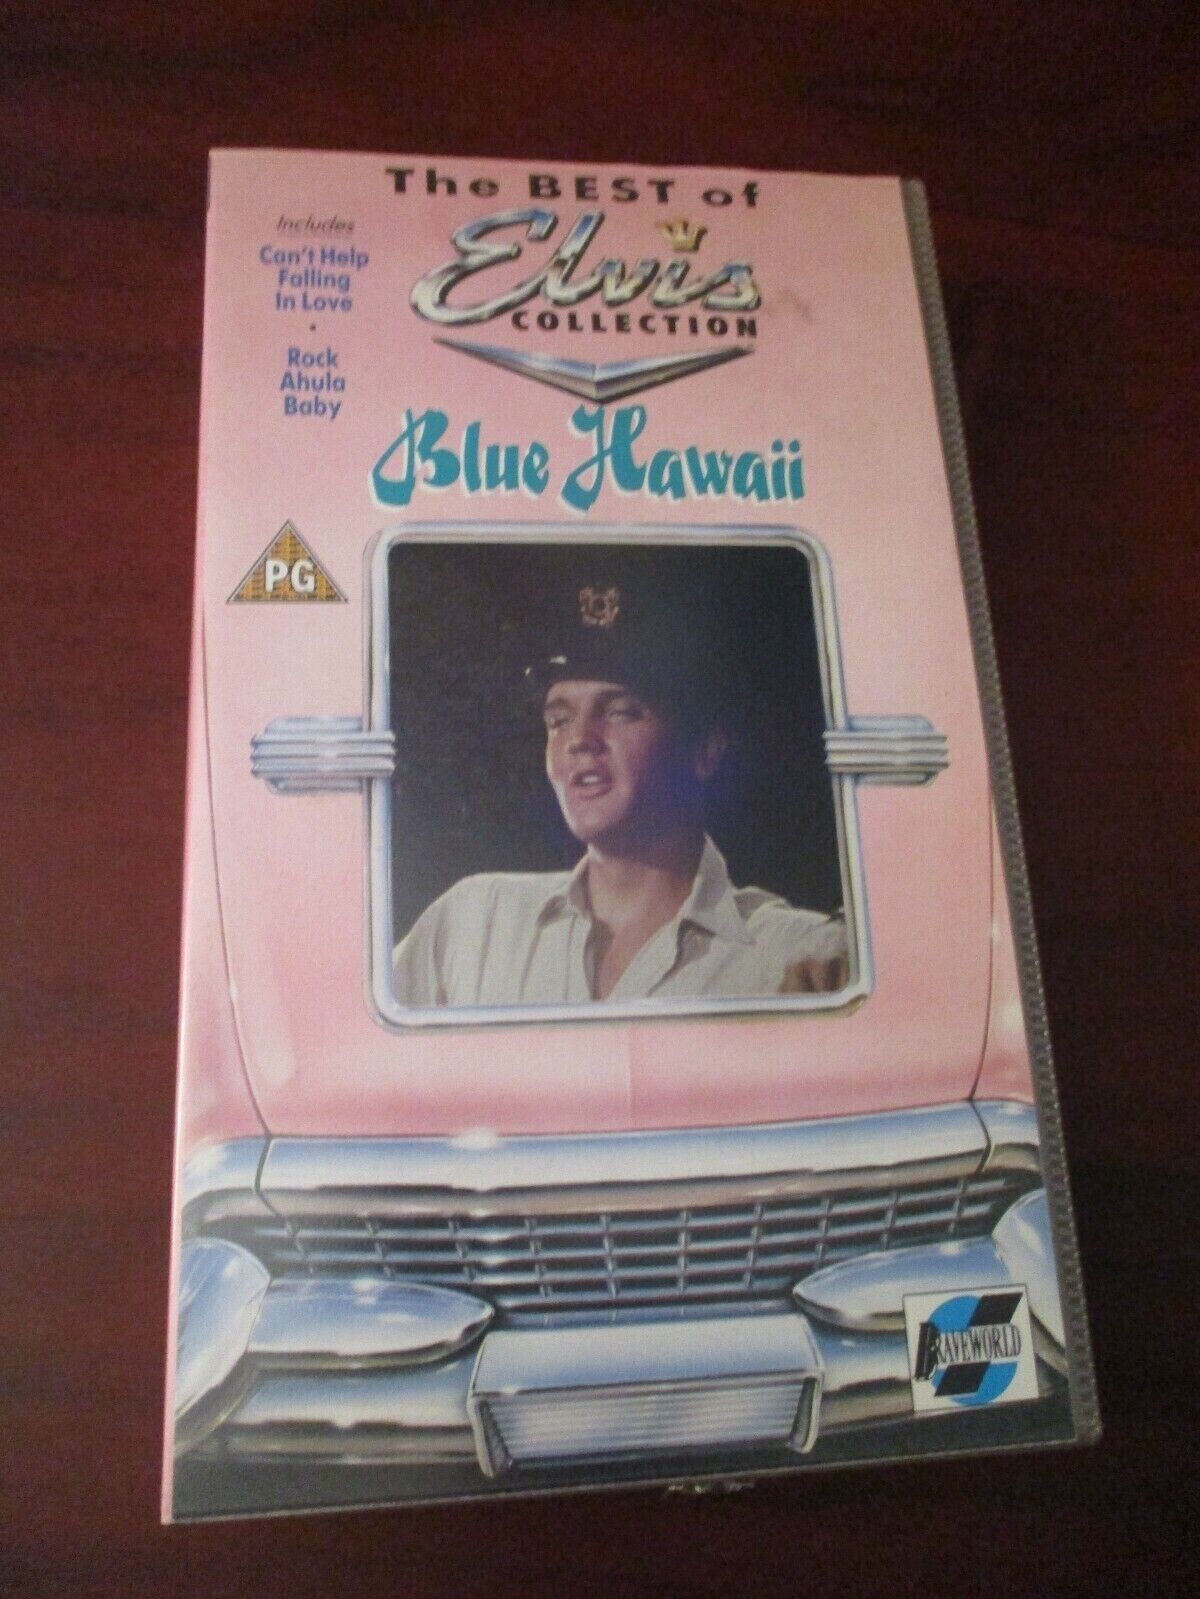 The BEST of
Elvis
COLLECTION
Includes
Can't Help
Falling
In Love
•
Rock
Ahula
Baby
Blue Hawaii
PG
BRAVEWORLD